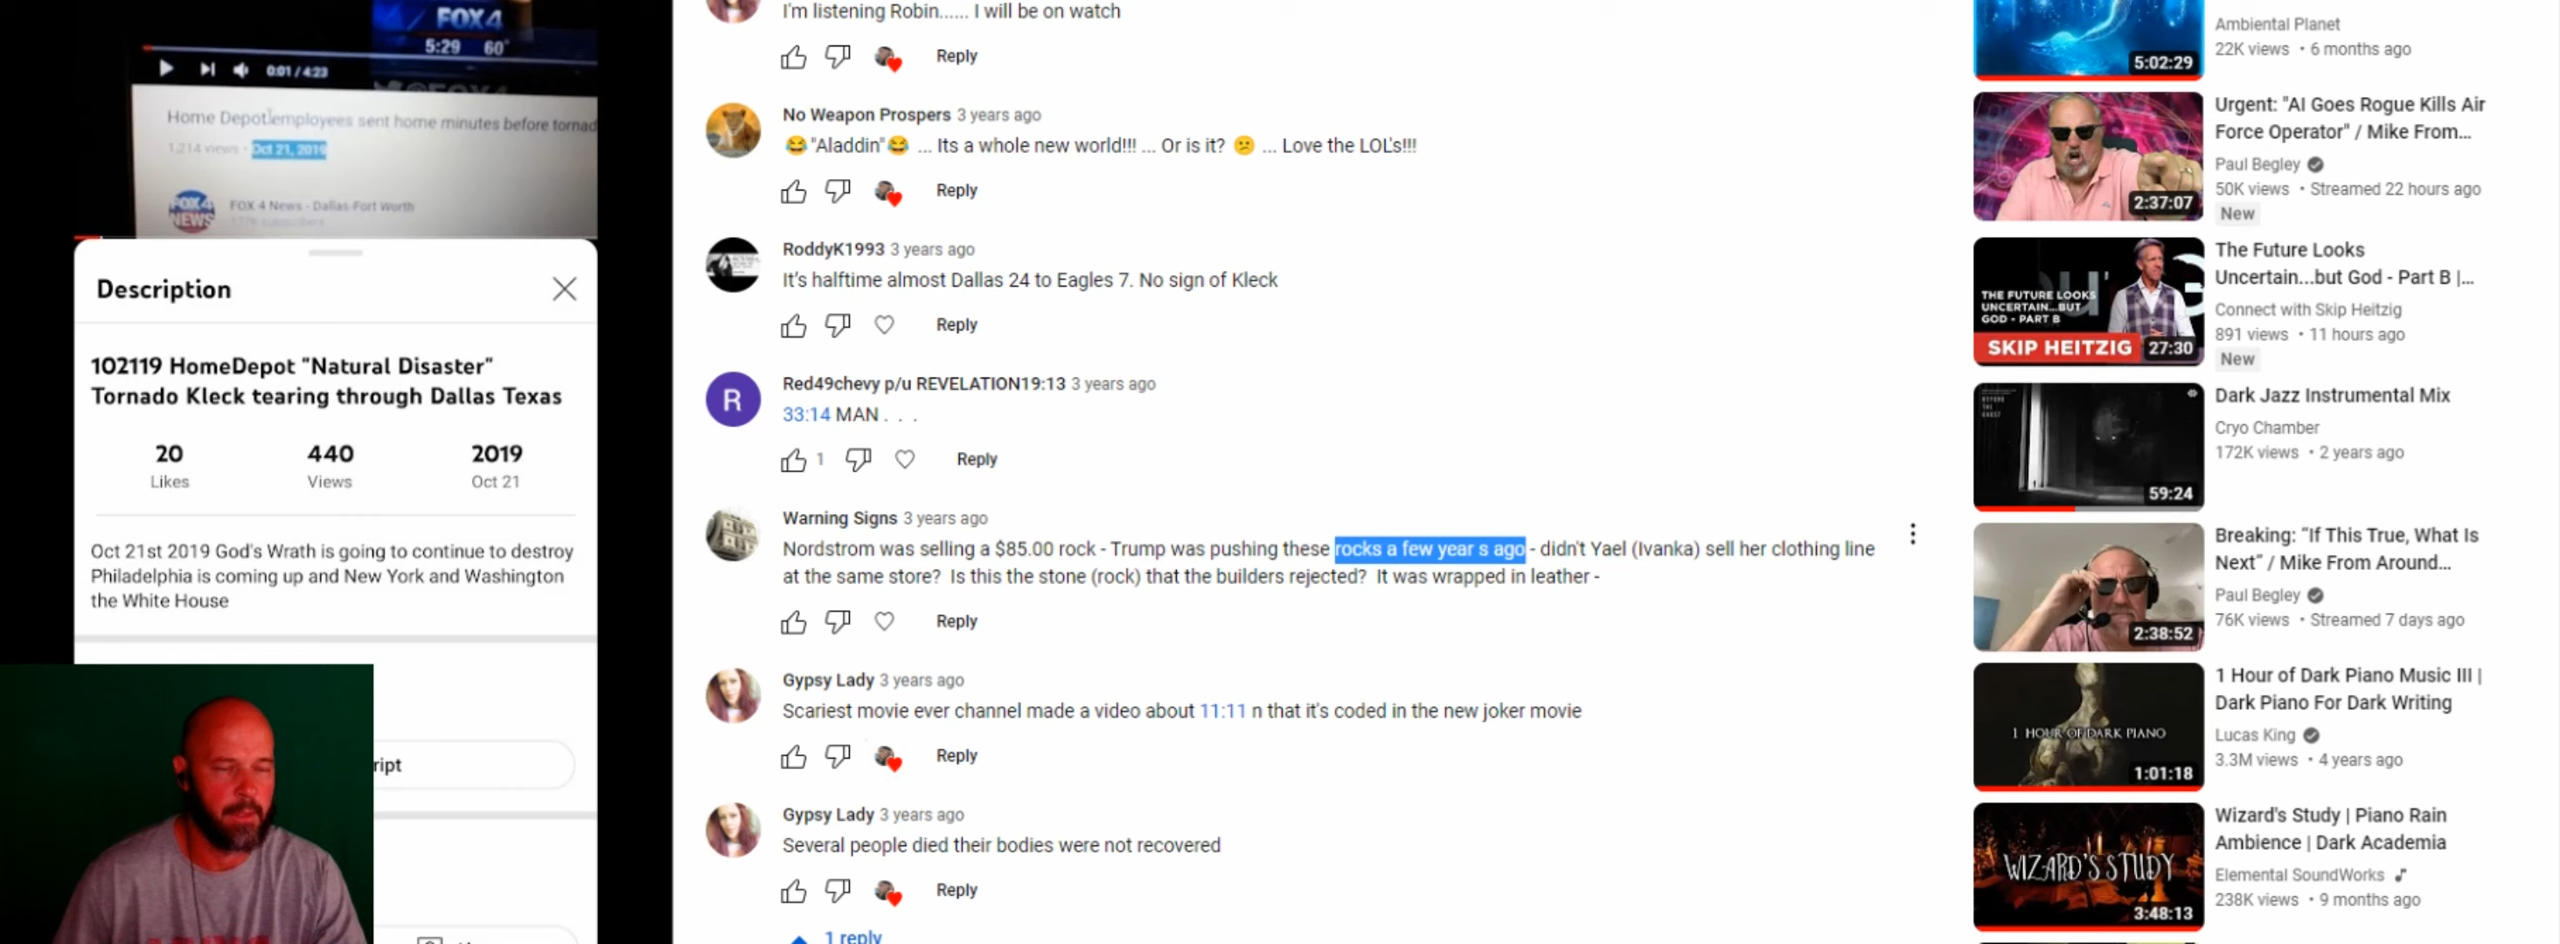 FOX 4
5:29 60°
0:01 / 4:23
@FOX4
Home Depot employees sent home minutes before tornad
1,214 views • Oct 21, 2019
FOX 4 NEWS
FOX 4 News - Dallas-Fort Worth
Description
102119 HomeDepot "Natural Disaster"
Tornado Kleck tearing through Dallas Texas
20 440 2019
Likes Views Oct 21
Oct 21st 2019 God's Wrath is going to continue to destroy
Philadelphia is coming up and New York and Washington
the White House
ript
I'm listening Robin...... I will be on watch
Reply
No Weapon Prospers 3 years ago
😂"Aladdin"😂 ... Its a whole new world!!! ... Or is it? 😕 ... Love the LOL's!!!
Reply
RoddyK1993 3 years ago
It's halftime almost Dallas 24 to Eagles 7. No sign of Kleck
Reply
R
Red49chevy p/u REVELATION19:13 3 years ago
33:14 MAN . . .
1 Reply
Warning Signs 3 years ago
Nordstrom was selling a $85.00 rock - Trump was pushing these rocks a few year s ago - didn't Yael (Ivanka) sell her clothing line
at the same store? Is this the stone (rock) that the builders rejected? It was wrapped in leather -
Reply
Gypsy Lady 3 years ago
Scariest movie ever channel made a video about 11:11 n that it's coded in the new joker movie
Reply
Gypsy Lady 3 years ago
Several people died their bodies were not recovered
Reply
1 reply
5:02:29
Ambiental Planet
22K views • 6 months ago
2:37:07
Urgent: "AI Goes Rogue Kills Air
Force Operator" / Mike From...
Paul Begley
50K views • Streamed 22 hours ago
New
THE FUTURE LOOKS
UNCERTAIN...BUT
GOD - PART B
SKIP HEITZIG 27:30
The Future Looks
Uncertain...but God - Part B |...
Connect with Skip Heitzig
891 views • 11 hours ago
New
59:24
Dark Jazz Instrumental Mix
Cryo Chamber
172K views • 2 years ago
2:38:52
Breaking: “If This True, What Is
Next” / Mike From Around...
Paul Begley
76K views • Streamed 7 days ago
1 HOUR OF DARK PIANO
1:01:18
1 Hour of Dark Piano Music III |
Dark Piano For Dark Writing
Lucas King
3.3M views • 4 years ago
WIZARD'S STUDY
3:48:13
Wizard's Study | Piano Rain
Ambience | Dark Academia
Elemental SoundWorks
238K views • 9 months ago